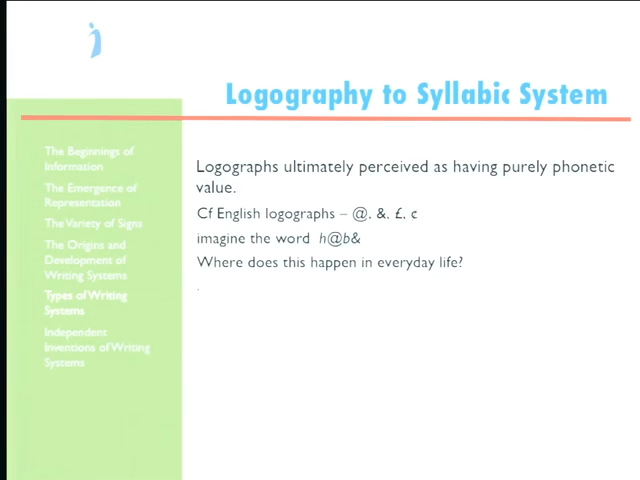 Logography to Syllabic System
The Beginnings of
Information
The Emergence of
Representation
The Variety of Signs
The Origins and
Development of
Writing Systems
Types of Writing
Systems
Independent
Inventions of Writing
Systems
Logographs ultimately perceived as having purely phonetic
value.
Cf English logographs – @, &, £, ¢
imagine the word h@b&
Where does this happen in everyday life?
.